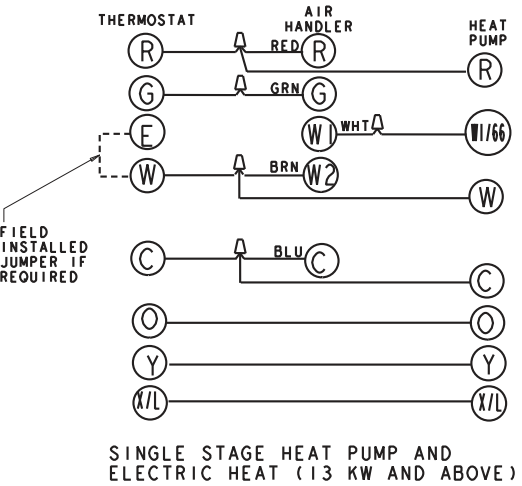 THERMOSTAT
AIR
HANDLER
HEAT
PUMP
R
RED
R
R
G
GRN
G
E
W1
WHT
W1/66
W
BRN
W2
W
FIELD
INSTALLED
JUMPER IF
REQUIRED
C
BLU
C
C
O
O
Y
Y
X/L
X/L
SINGLE STAGE HEAT PUMP AND
ELECTRIC HEAT (13 KW AND ABOVE)